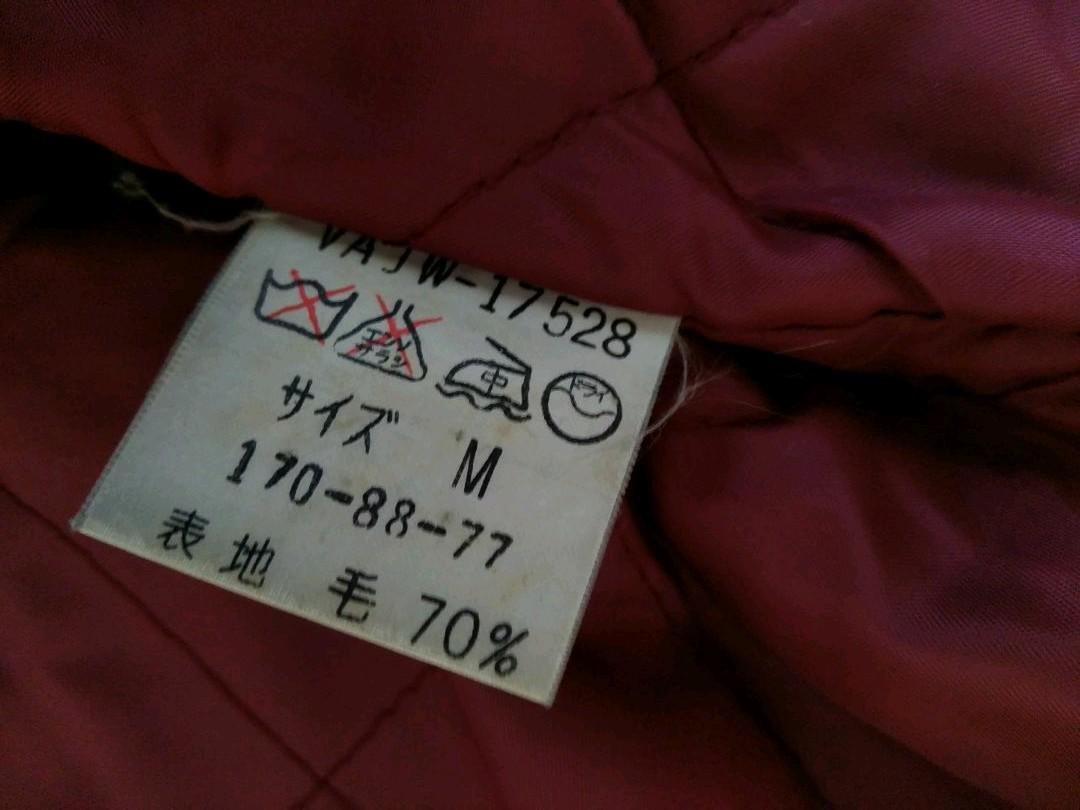 VAJW-17528
エンソ
サラシ
中
ドライ
サイズ M
170-88-77
表地 毛 70%